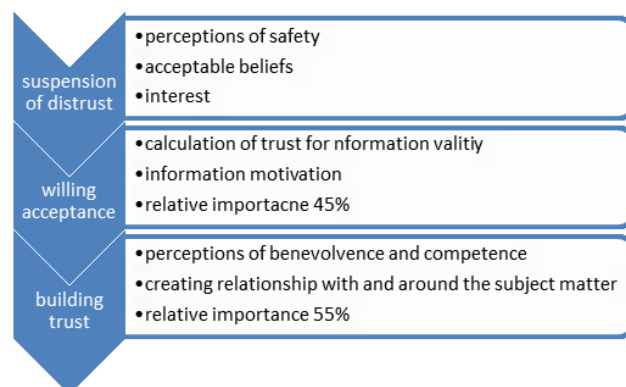 suspension
of distrust
•perceptions of safety
•acceptable beliefs
•interest
willing
acceptance
•calculation of trust for nformation valitiy
•information motivation
•relative importacne 45%
building
trust
•perceptions of benevolvence and competence
•creating relationship with and around the subject matter
•relative importance 55%